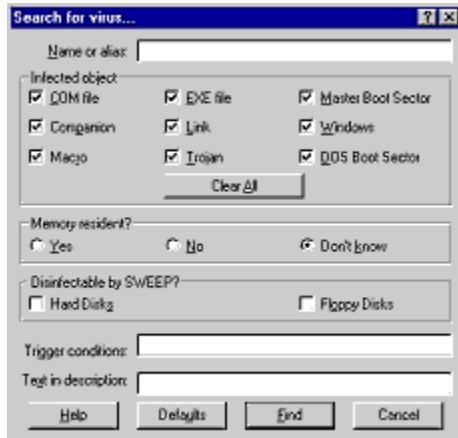 Search for virus...
Name or alias:
Infected object
COM file EXE file Master Boot Sector
Companion Link Windows
Macro Trojan DOS Boot Sector
Clear All
Memory resident?
Yes No Don't know
Disinfectable by SWEEP?
Hard Disks Floppy Disks
Trigger conditions:
Text in description:
Help Defaults Find Cancel